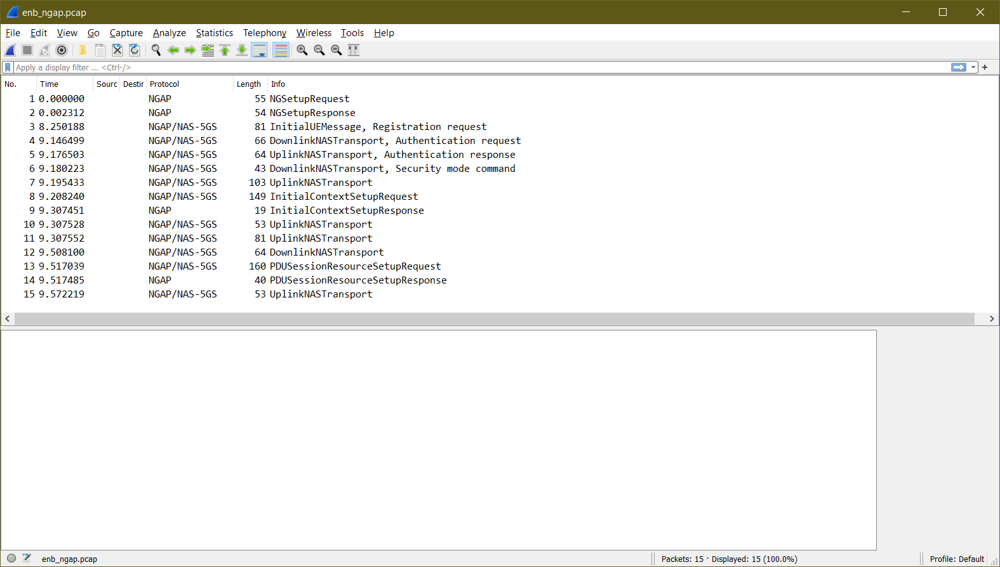 enb_ngap.pcap
File Edit View Go Capture Analyze Statistics Telephony Wireless Tools Help
Apply a display filter ... <Ctrl-/>
No. Time Sourc Destir Protocol Length Info
1 0.000000 NGAP 55 NGSetupRequest
2 0.002312 NGAP 54 NGSetupResponse
3 8.250188 NGAP/NAS-5GS 81 InitialUEMessage, Registration request
4 9.146499 NGAP/NAS-5GS 66 DownlinkNASTransport, Authentication request
5 9.176503 NGAP/NAS-5GS 64 UplinkNASTransport, Authentication response
6 9.180223 NGAP/NAS-5GS 43 DownlinkNASTransport, Security mode command
7 9.195433 NGAP/NAS-5GS 103 UplinkNASTransport
8 9.208240 NGAP/NAS-5GS 149 InitialContextSetupRequest
9 9.307451 NGAP 19 InitialContextSetupResponse
10 9.307528 NGAP/NAS-5GS 53 UplinkNASTransport
11 9.307552 NGAP/NAS-5GS 81 UplinkNASTransport
12 9.508100 NGAP/NAS-5GS 64 DownlinkNASTransport
13 9.517039 NGAP/NAS-5GS 160 PDUSessionResourceSetupRequest
14 9.517485 NGAP 40 PDUSessionResourceSetupResponse
15 9.572219 NGAP/NAS-5GS 53 UplinkNASTransport
enb_ngap.pcap Packets: 15 · Displayed: 15 (100.0%) Profile: Default